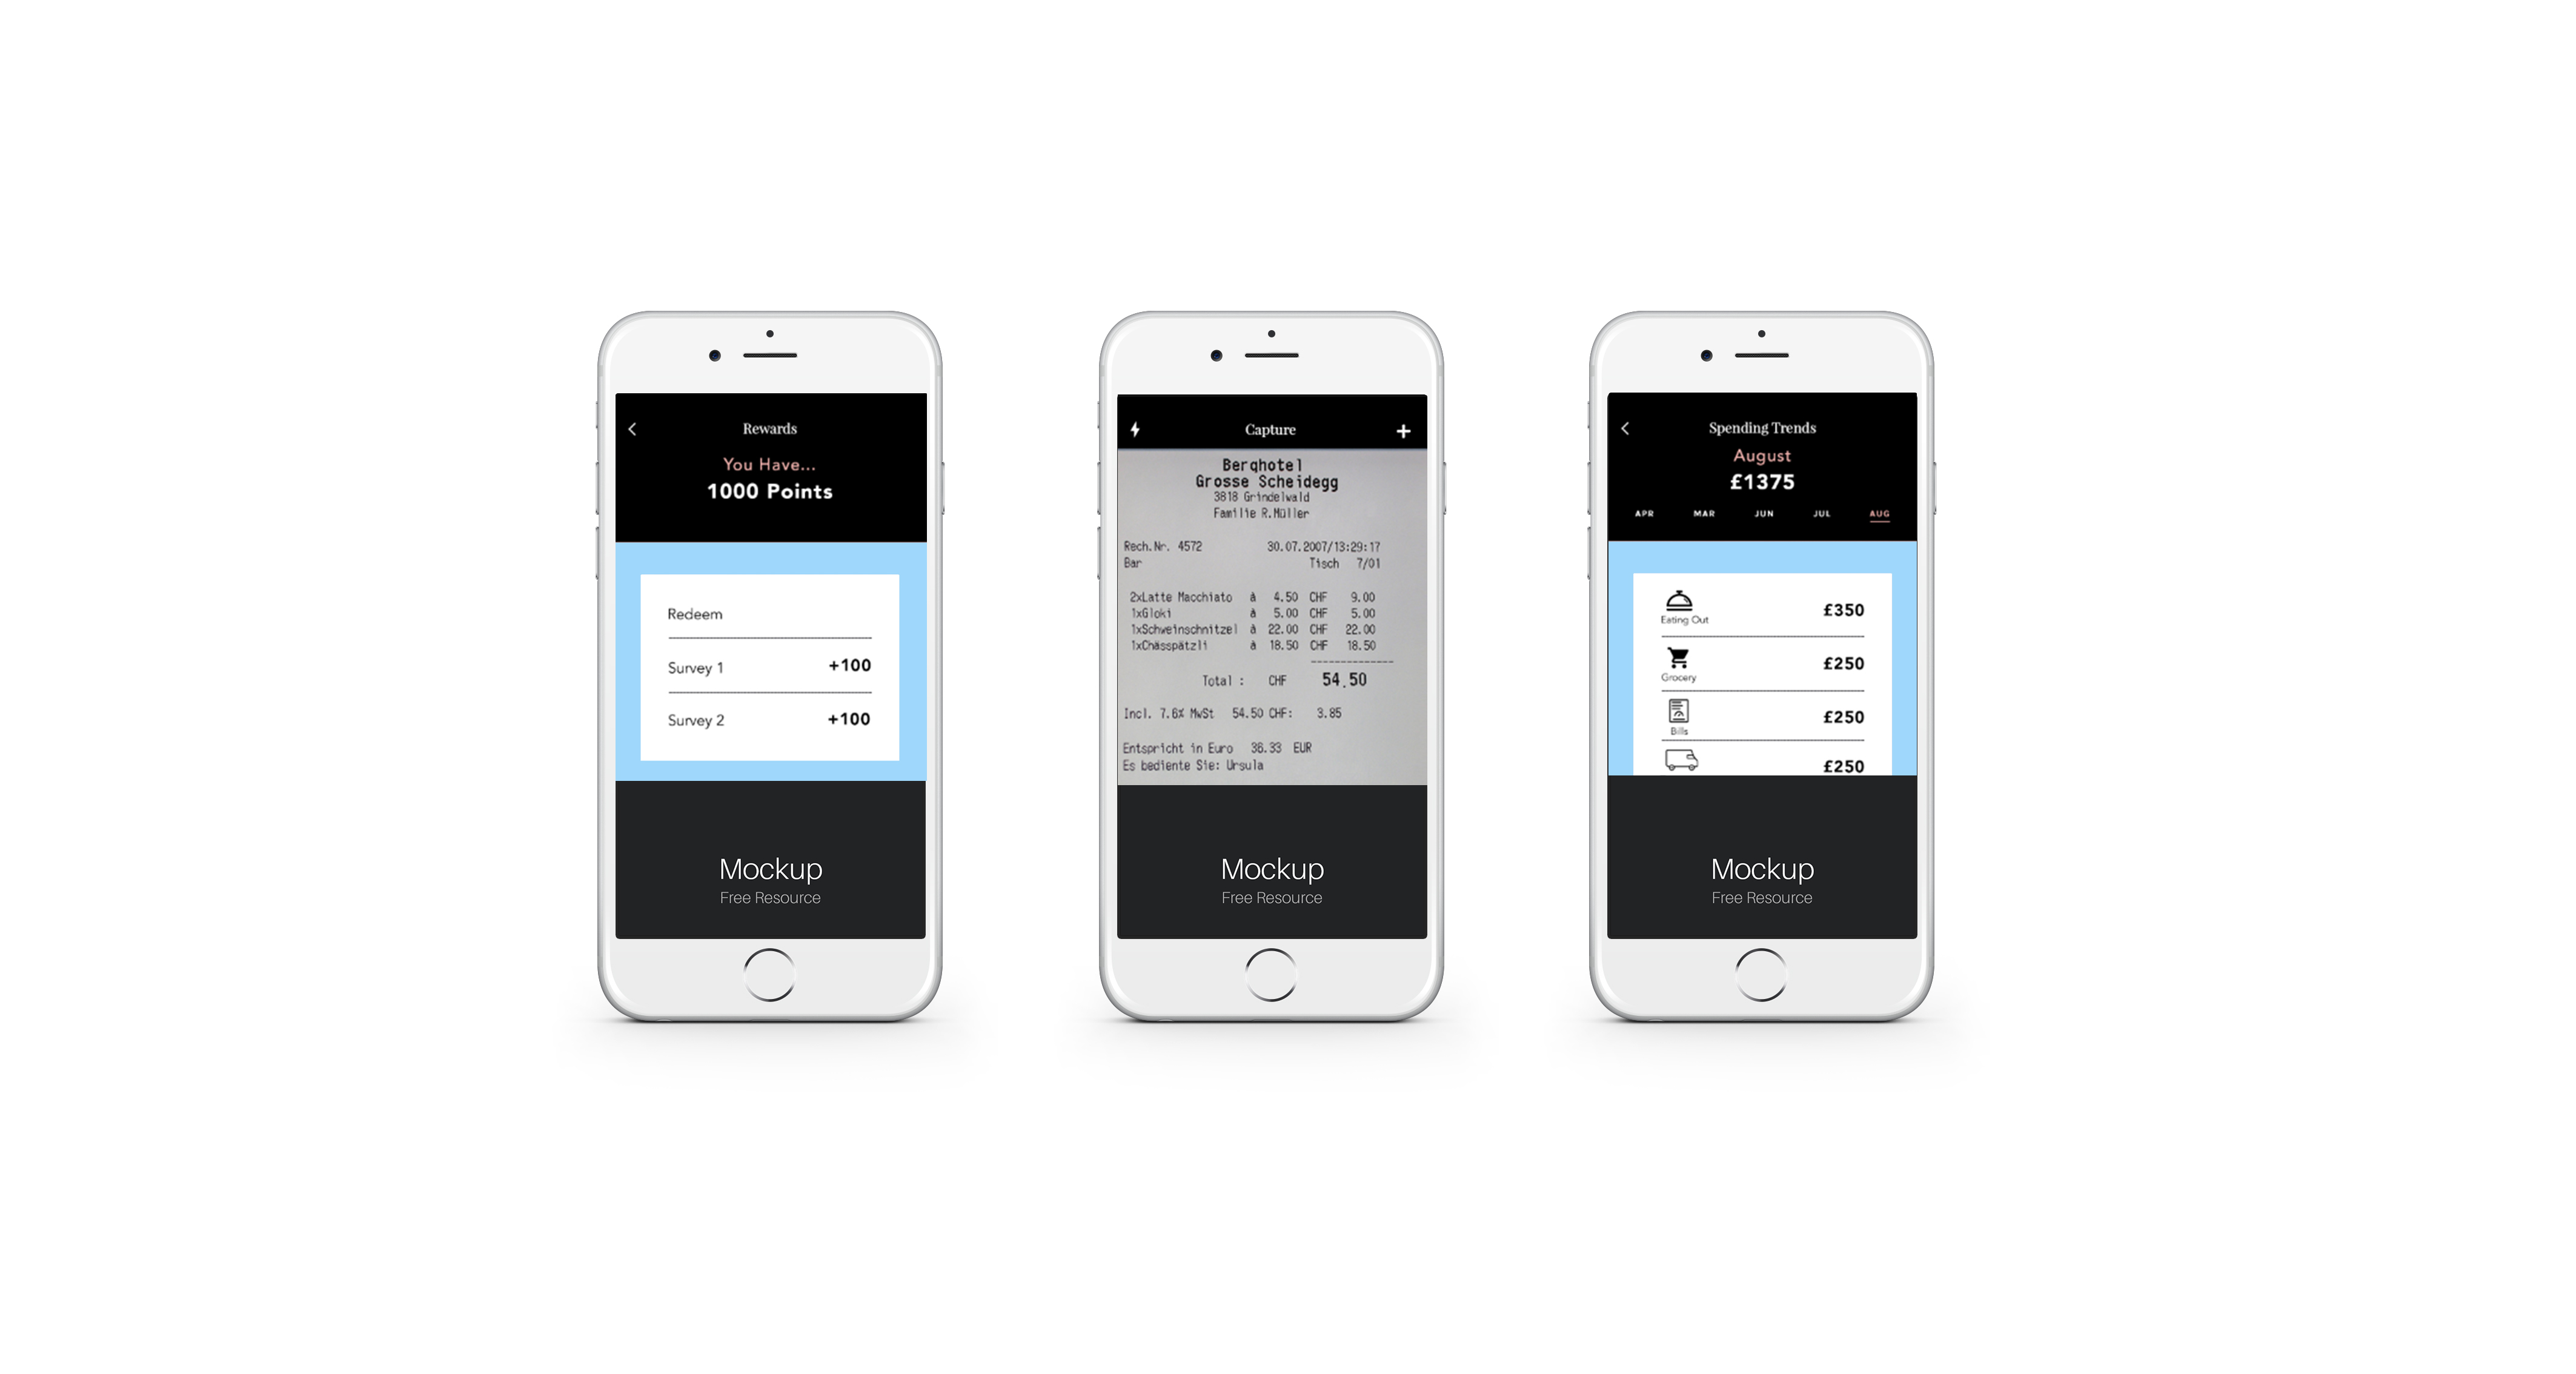 Rewards
You Have...
1000 Points
Redeem
Survey 1 +100
Survey 2 +100
Mockup
Free Resource
Capture
Berghotel
Grosse Scheidegg
3818 Grindelwald
Familie R.Müller
Rech.Nr. 4572 30.07.2007/13:29:17
Bar Tisch 7/01
2xLatte Macchiato à 4.50 CHF 9.00
1xGloki à 5.00 CHF 5.00
1xSchweinschnitzel à 22.00 CHF 22.00
1xChässpätzli à 18.50 CHF 18.50
Total : CHF 54.50
Incl. 7.6% MwSt 54.50 CHF: 3.85
Entspricht in Euro 36.33 EUR
Es bediente Sie: Ursula
Mockup
Free Resource
Spending Trends
August
£1375
APR MAR JUN JUL AUG
Eating Out £350
Grocery £250
Bills £250
£250
Mockup
Free Resource